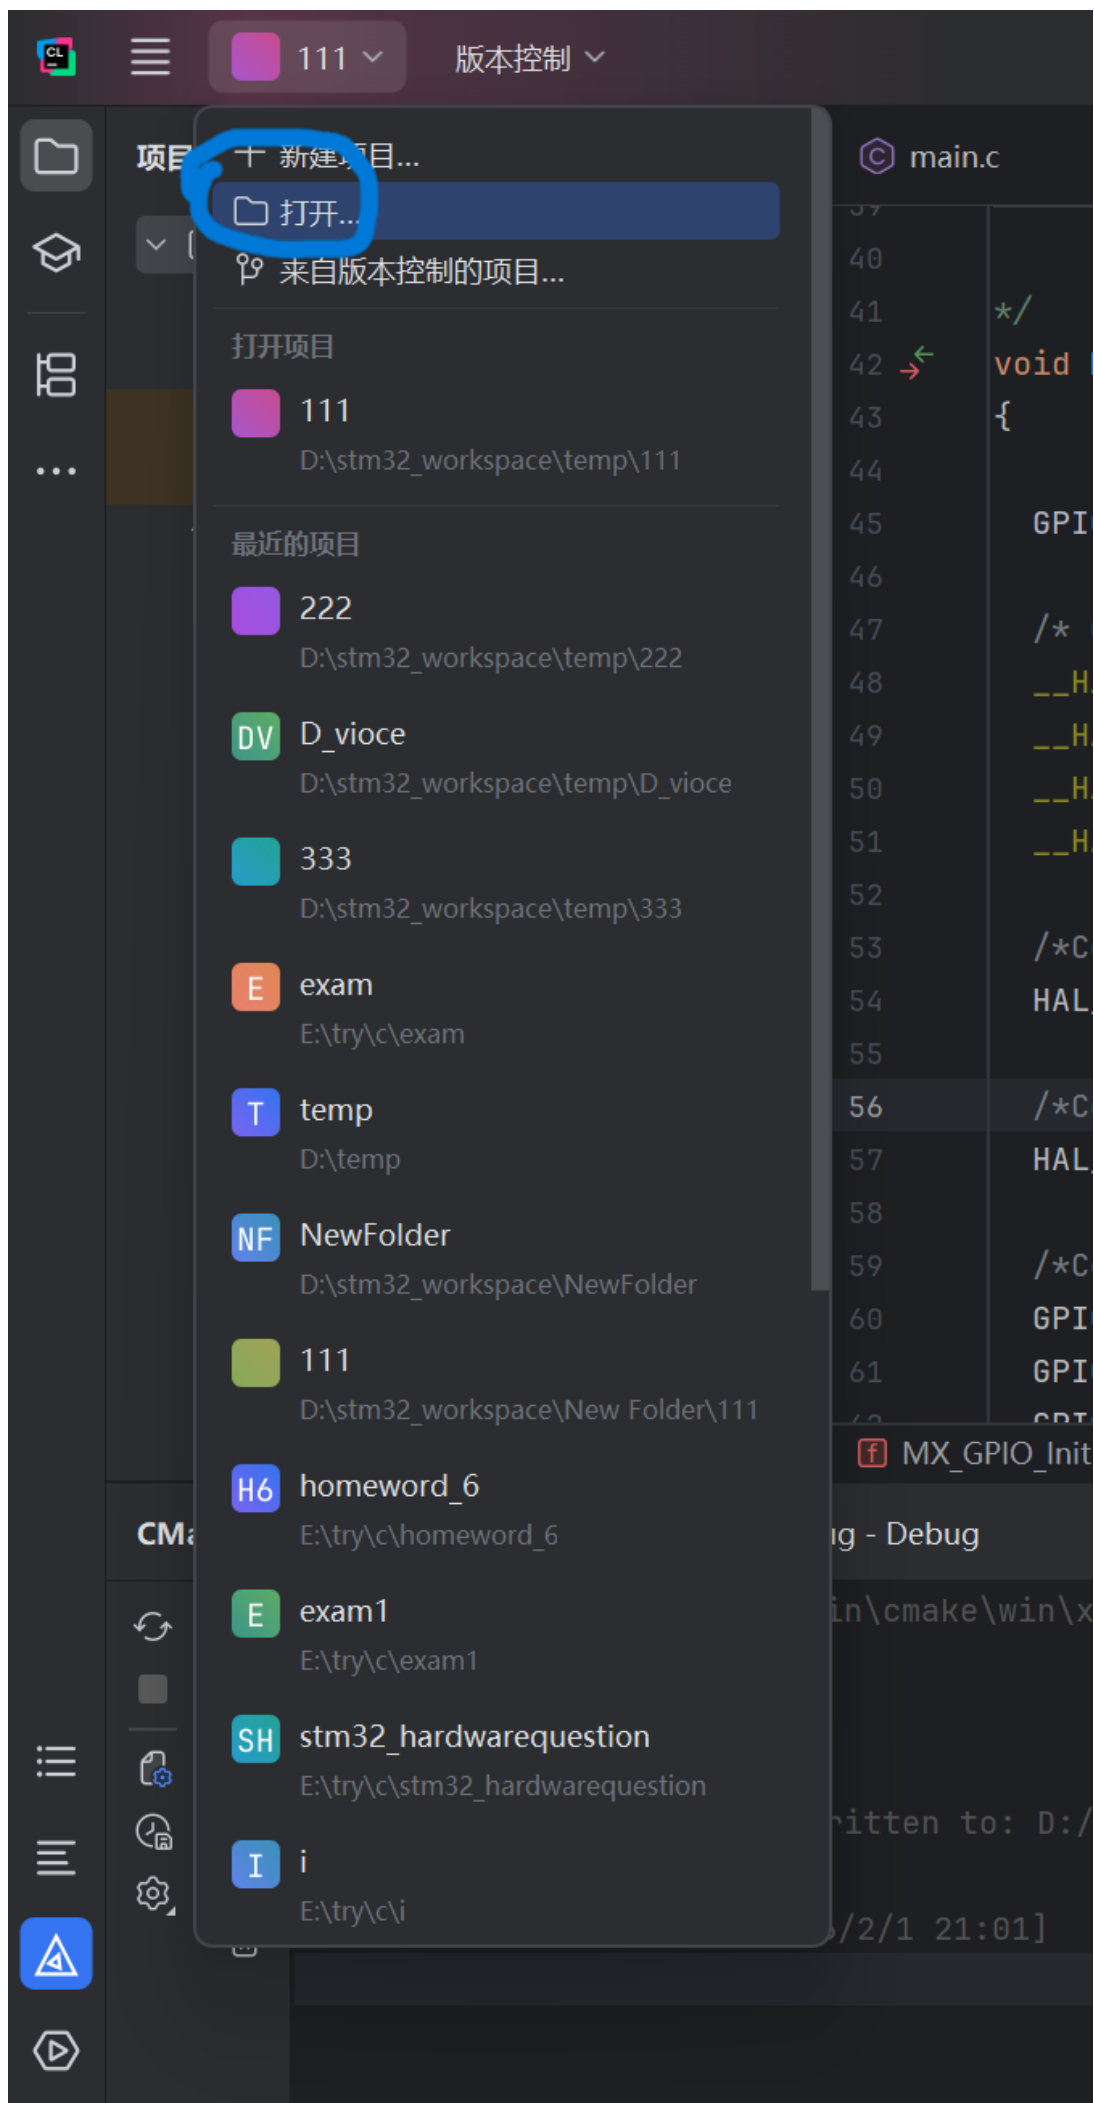 CL
111
版本控制
项目
新建项目...
打开...
来自版本控制的项目...
打开项目
111
D:\stm32_workspace\temp\111
最近的项目
222
D:\stm32_workspace\temp\222
DV
D_vioce
D:\stm32_workspace\temp\D_vioce
333
D:\stm32_workspace\temp\333
E
exam
E:\try\c\exam
T
temp
D:\temp
NF
NewFolder
D:\stm32_workspace\NewFolder
111
D:\stm32_workspace\New Folder\111
H6
homeword_6
E:\try\c\homeword_6
E
exam1
E:\try\c\exam1
SH
stm32_hardwarequestion
E:\try\c\stm32_hardwarequestion
I
i
E:\try\c\i
C main.c
40
41 */
42 void
43 {
44
45 GPI
46
47 /*
48 __H
49 __H
50 __H
51 __H
52
53 /*C
54 HAL
55
56 /*C
57 HAL
58
59 /*C
60 GPI
61 GPI
f MX_GPIO_Init
CMa
g - Debug
in\cmake\win\x
ritten to: D:/
/2/1 21:01]